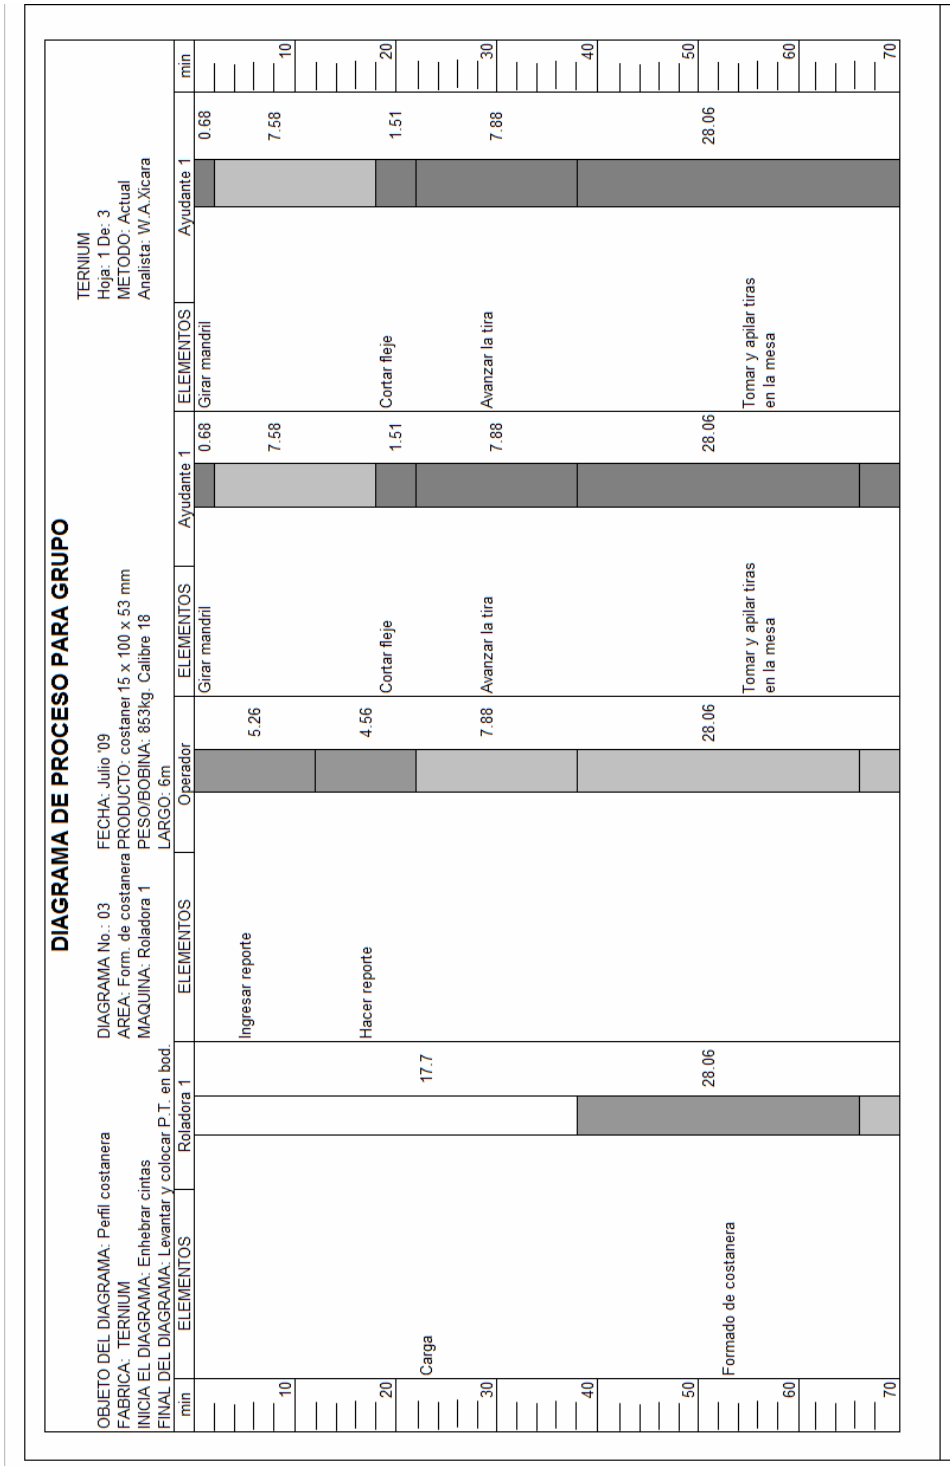 DIAGRAMA DE PROCESO PARA GRUPO
OBJETO DEL DIAGRAMA: Perfil costanera
DIAGRAMA No.: 03
FECHA: Julio '09
TERNIUM
FABRICA: TERNIUM
AREA: Form. de costanera
PRODUCTO: costaner 15 x 100 x 53 mm
Hoja: 1 De: 3
INICIA EL DIAGRAMA: Enhebrar cintas
MAQUINA: Roladora 1
PESO/BOBINA: 853kg. Calibre 18
METODO: Actual
FINAL DEL DIAGRAMA: Levantar y colocar P.T. en bod.
LARGO: 6m
Analista: W.A.Xicara
min
ELEMENTOS
Roladora 1
ELEMENTOS
Operador
ELEMENTOS
Ayudante 1
ELEMENTOS
Ayudante 1
min
Girar mandril
0.68
Girar mandril
0.68
Ingresar reporte
5.26
7.58
7.58
10
10
Hacer reporte
4.56
Cortar fleje
1.51
Cortar fleje
1.51
20
20
Carga
17.7
7.88
Avanzar la tira
7.88
Avanzar la tira
7.88
30
30
40
40
28.06
28.06
28.06
28.06
50
50
Formado de costanera
Tomar y apilar tiras
en la mesa
Tomar y apilar tiras
en la mesa
60
60
70
70